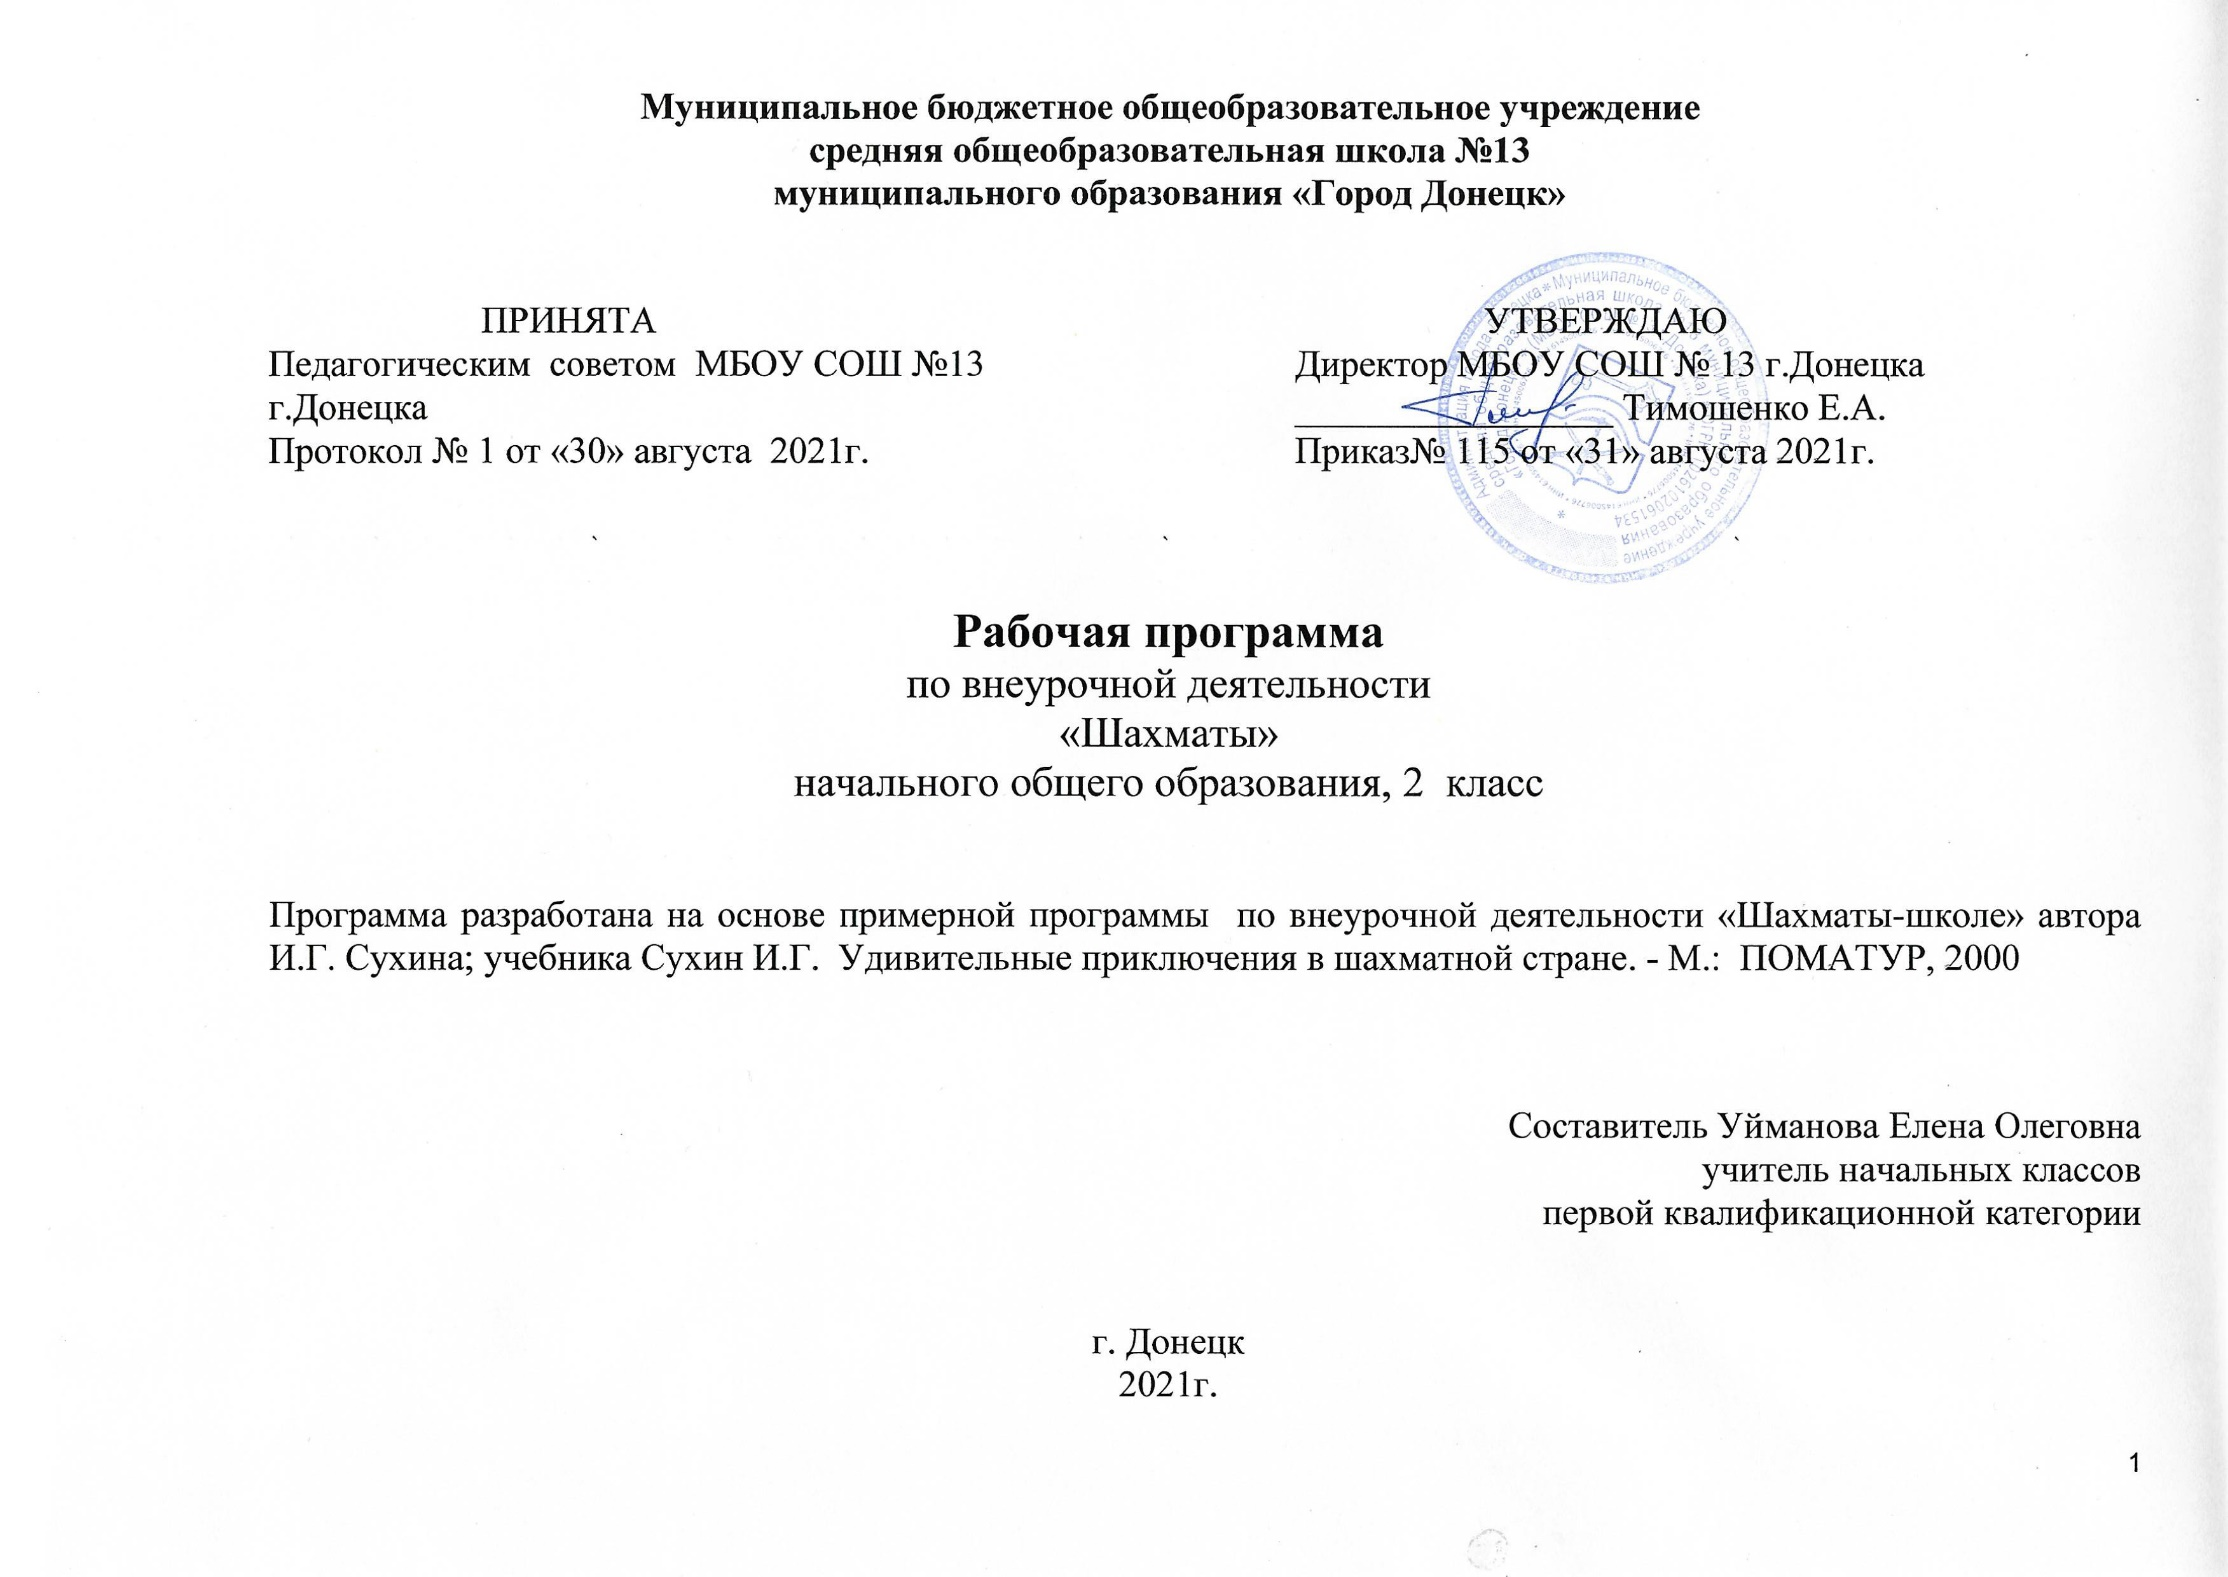 Муниципальное бюджетное общеобразовательное учреждение
средняя общеобразовательная школа №13
муниципального образования «Город Донецк»
ПРИНЯТА
Педагогическим советом МБОУ СОШ №13
г.Донецка
Протокол № 1 от «30» августа 2021г.
УТВЕРЖДАЮ
Директор МБОУ СОШ № 13 г.Донецка
Тимошенко Е.А.
Приказ№ 115 от «31» августа 2021г.
Рабочая программа
по внеурочной деятельности
«Шахматы»
начального общего образования, 2 класс
Программа разработана на основе примерной программы по внеурочной деятельности «Шахматы-школе» автора
И.Г. Сухина; учебника Сухин И.Г. Удивительные приключения в шахматной стране. - М.: ПОМАТУР, 2000
Составитель Уйманова Елена Олеговна
учитель начальных классов
первой квалификационной категории
г. Донецк
2021г.
1